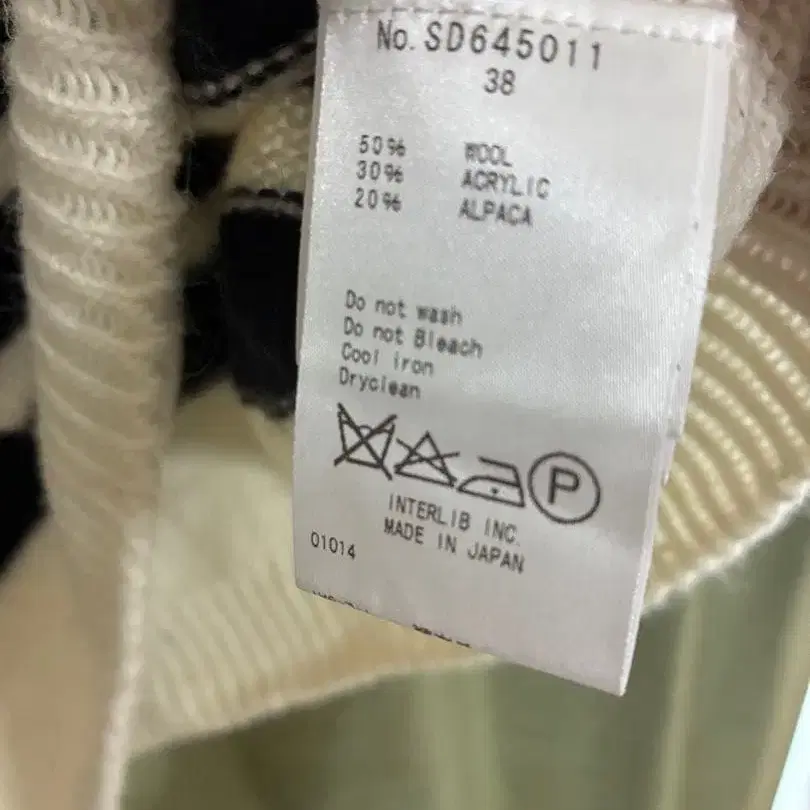 No. SD645011
38
50% WOOL
30% ACRYLIC
20% ALPACA
Do not wash
Do not Bleach
Cool iron
Dryclean
P
INTERLIB INC.
MADE IN JAPAN
01014